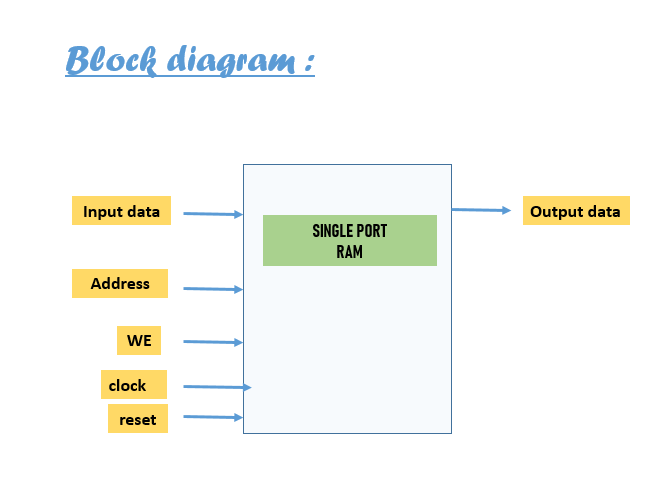 Block diagram :
Input data
SINGLE PORT
RAM
Output data
Address
WE
clock
reset